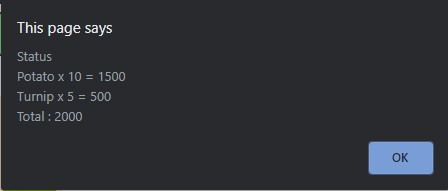 This page says
Status
Potato x 10 = 1500
Turnip x 5 = 500
Total : 2000
OK